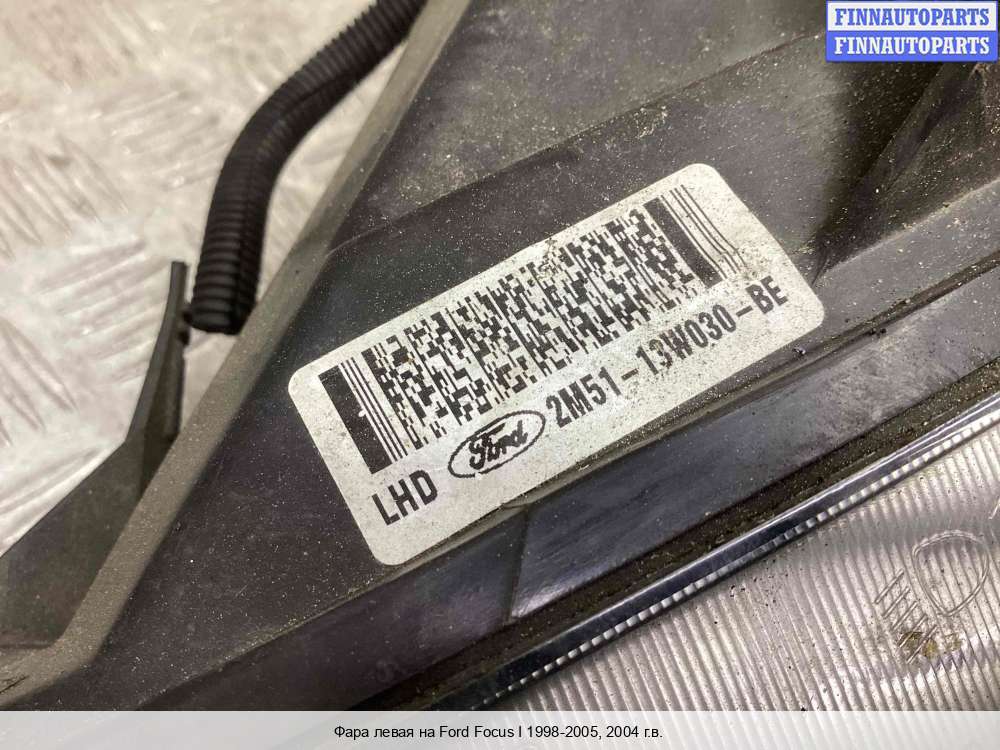 FINNAUTOPARTS
FINNAUTOPARTS
LHD Ford 2M51-13W030-BE
Фара левая на Ford Focus I 1998-2005, 2004 г.в.